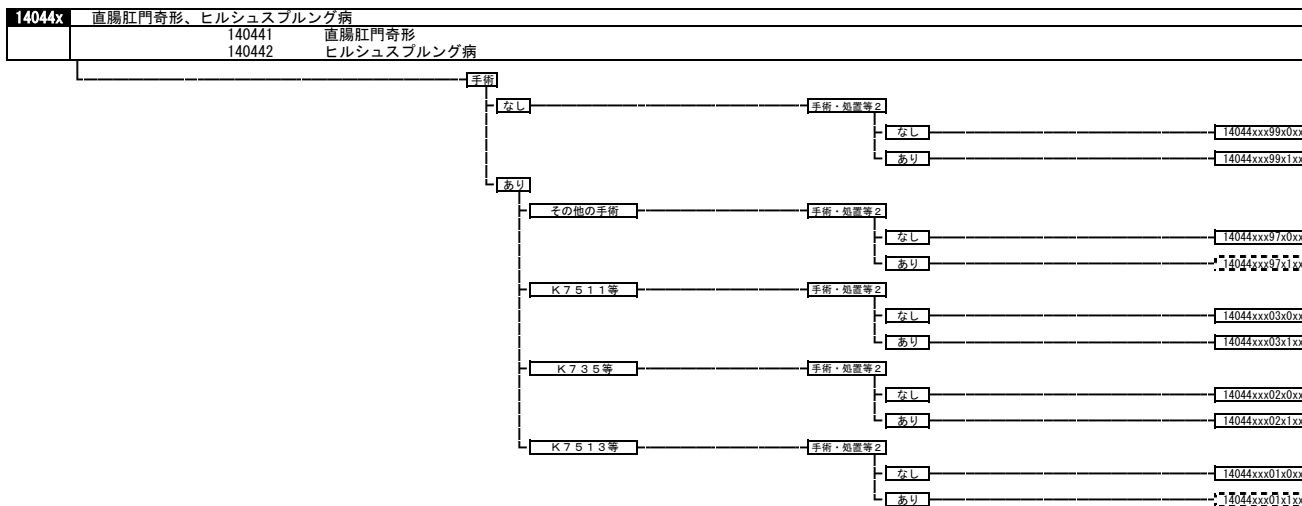 14044x 直腸肛門奇形、ヒルシュスプルング病
140441 直腸肛門奇形
140442 ヒルシュスプルング病
手術
なし 手術・処置等2
なし 14044xxx99x0xx
あり 14044xxx99x1xx
あり
その他の手術 手術・処置等2
なし 14044xxx97x0xx
あり 14044xxx97x1xx
K7511等 手術・処置等2
なし 14044xxx03x0xx
あり 14044xxx03x1xx
K735等 手術・処置等2
なし 14044xxx02x0xx
あり 14044xxx02x1xx
K7513等 手術・処置等2
なし 14044xxx01x0xx
あり 14044xxx01x1xx